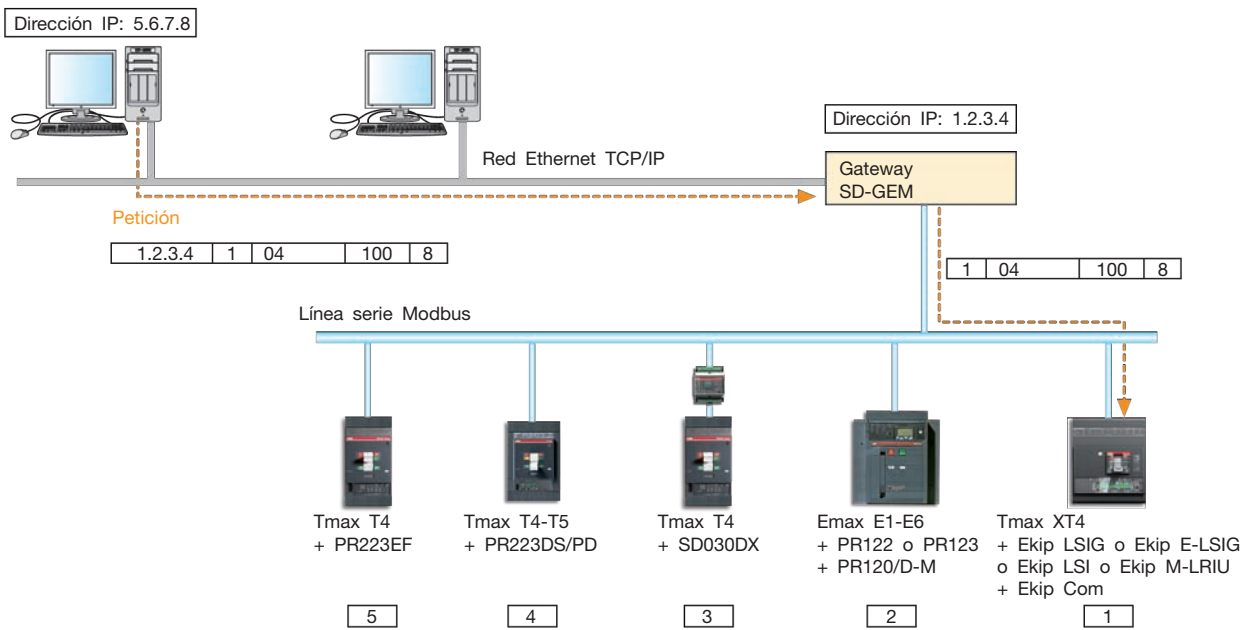 Dirección IP: 5.6.7.8
Dirección IP: 1.2.3.4
Red Ethernet TCP/IP
Gateway
SD-GEM
Petición
1.2.3.4 1 04 100 8
1 04 100 8
Línea serie Modbus
Tmax T4
+ PR223EF
Tmax T4-T5
+ PR223DS/PD
Tmax T4
+ SD030DX
Emax E1-E6
+ PR122 o PR123
+ PR120/D-M
Tmax XT4
+ Ekip LSIG o Ekip E-LSIG
o Ekip LSI o Ekip M-LRIU
+ Ekip Com
5
4
3
2
1